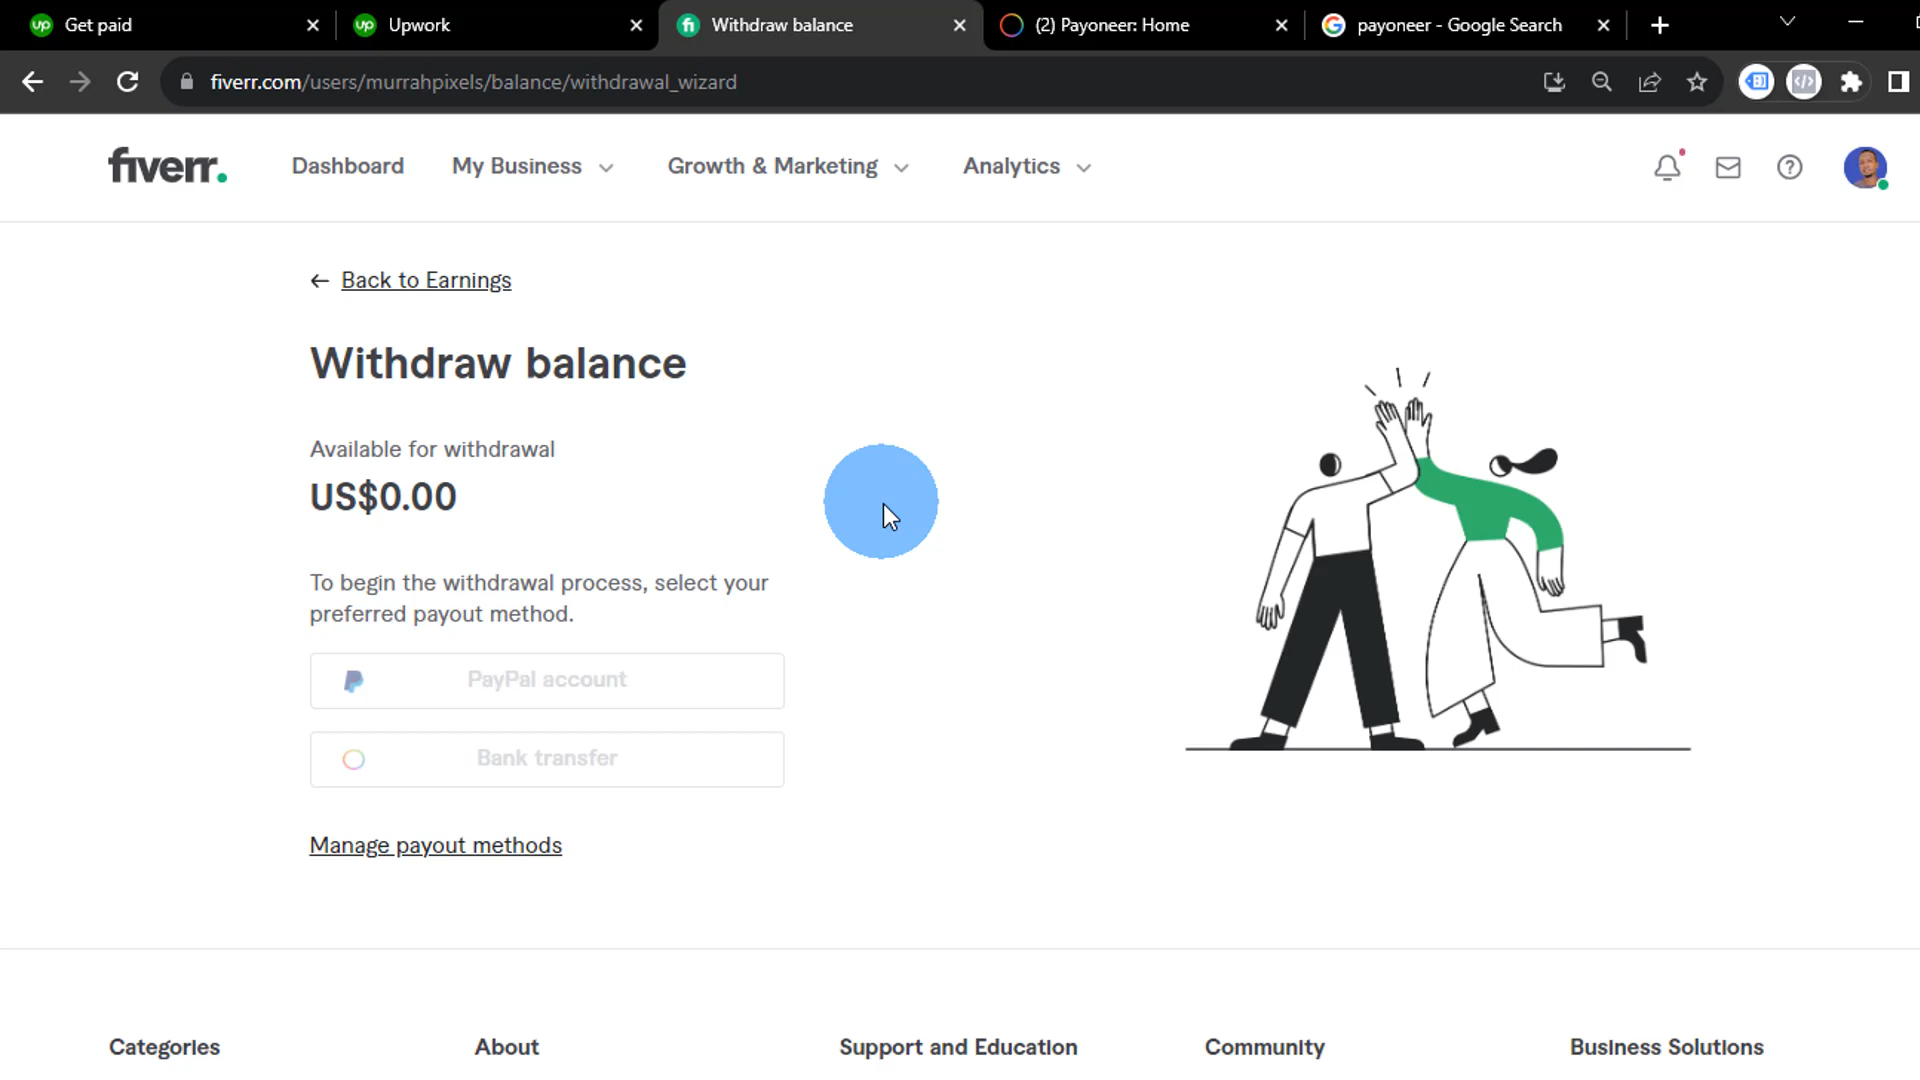 Get paid
Upwork
Withdraw balance
(2) Payoneer: Home
payoneer - Google Search
fiverr.com/users/murrahpixels/balance/withdrawal_wizard
fiverr.
Dashboard
My Business
Growth & Marketing
Analytics
Back to Earnings
Withdraw balance
Available for withdrawal
US$0.00
To begin the withdrawal process, select your
preferred payout method.
PayPal account
Bank transfer
Manage payout methods
Categories
About
Support and Education
Community
Business Solutions